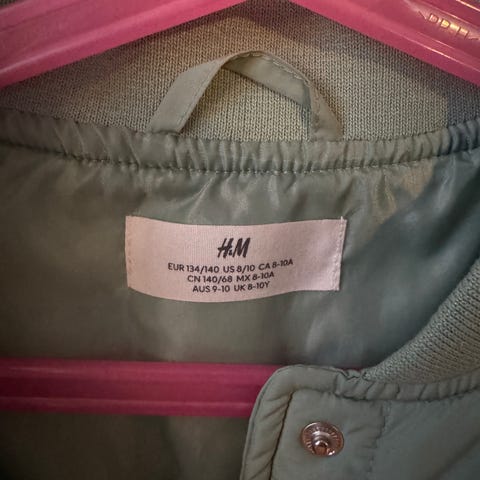 H&M
EUR 134/140 US 8/10 CA 8-10A
CN 140/68 MX 8-10A
AUS 9-10 UK 8-10Y